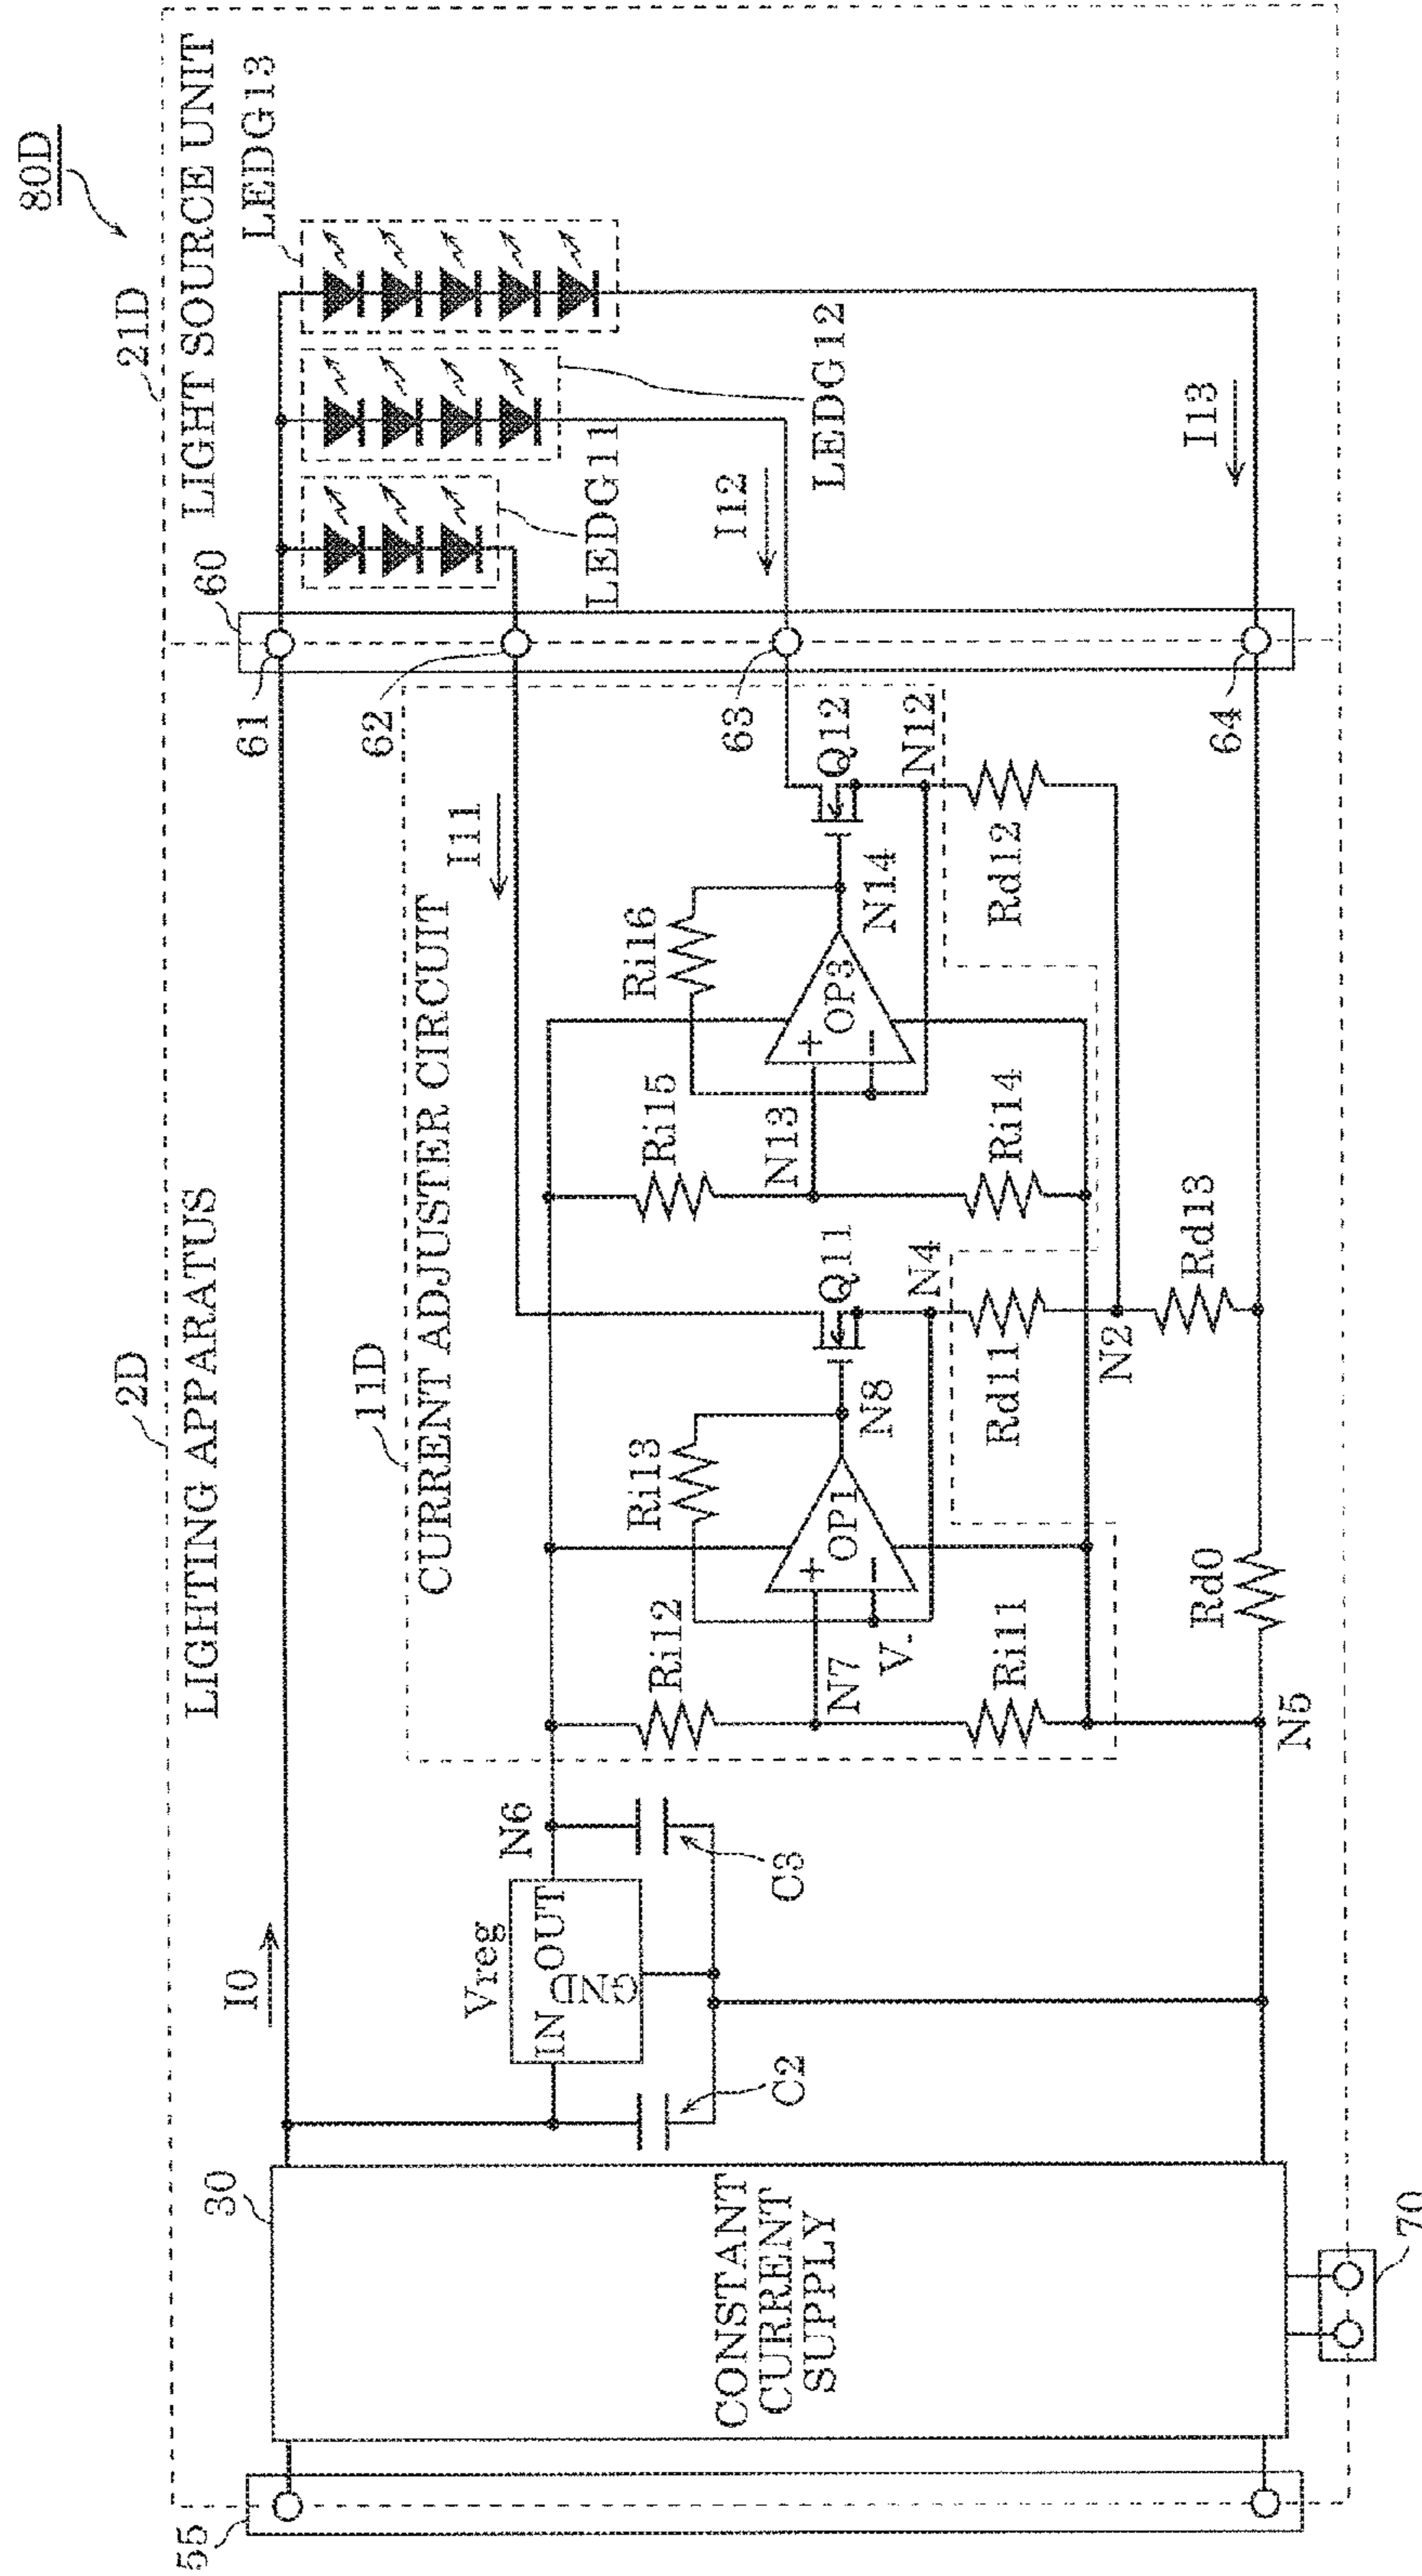 80D
21D
LIGHT SOURCE UNIT
LEDG13
LEDG12
LEDG11
I12
I13
60
61
62
63
64
2D
LIGHTING APPARATUS
I11
11D
CURRENT ADJUSTER CIRCUIT
Q12
N12
Rd12
Ri16
N14
OP3
+
−
Ri15
N13
Ri14
Q11
N4
Rd11
N2
Rd13
Ri13
N8
OP1
+
−
V-
Ri12
N7
Ri11
Rd0
N5
I0
N6
C3
Vreg
IN OUT
GND
C2
30
CONSTANT
CURRENT
SUPPLY
70
55